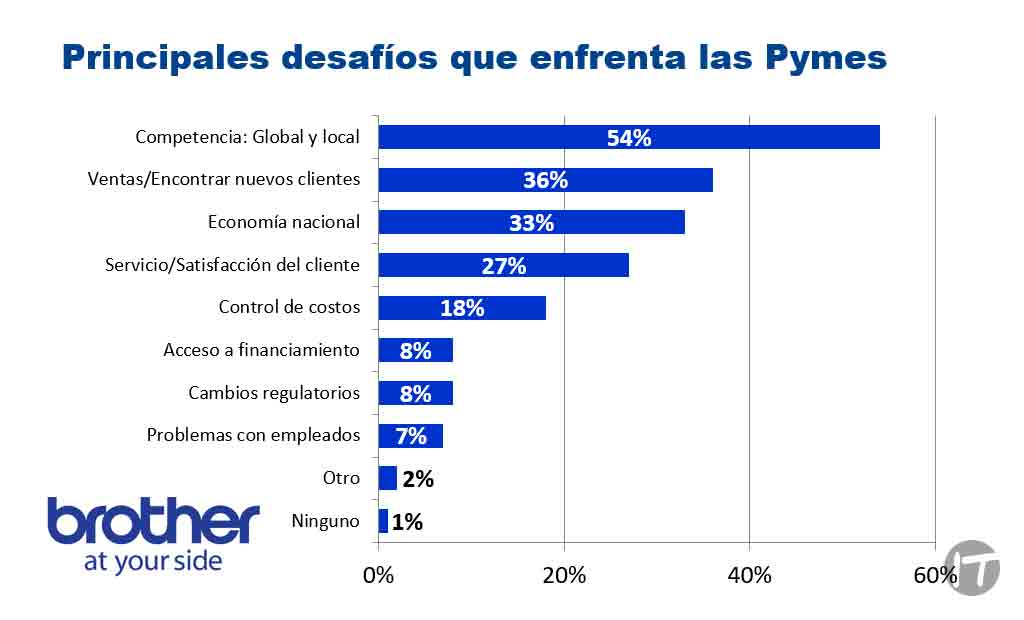 Principales desafíos que enfrenta las Pymes
Competencia: Global y local 54%
Ventas/Encontrar nuevos clientes 36%
Economía nacional 33%
Servicio/Satisfacción del cliente 27%
Control de costos 18%
Acceso a financiamiento 8%
Cambios regulatorios 8%
Problemas con empleados 7%
Otro 2%
Ninguno 1%
0% 20% 40% 60%
brother
at your side
IT